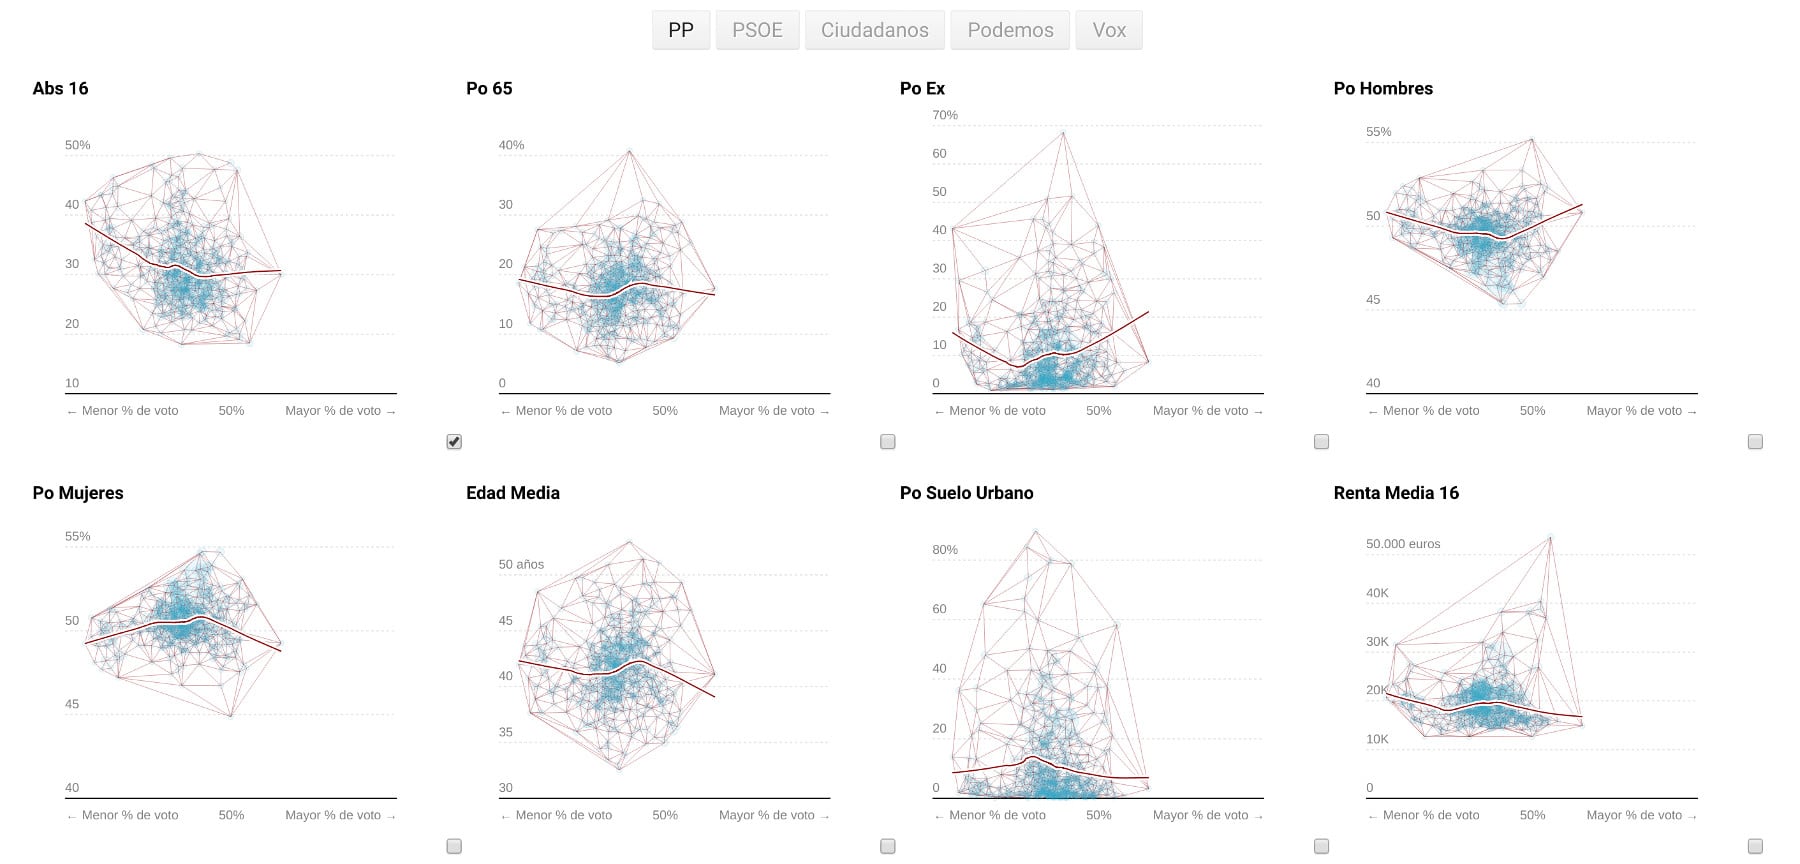 PP PSOE Ciudadanos Podemos Vox
Abs 16
50%
40
30
20
10
← Menor % de voto 50% Mayor % de voto →
Po 65
40%
30
20
10
0
← Menor % de voto 50% Mayor % de voto →
Po Ex
70%
60
50
40
30
20
10
0
← Menor % de voto 50% Mayor % de voto →
Po Hombres
55%
50
45
40
← Menor % de voto 50% Mayor % de voto →
Po Mujeres
55%
50
45
40
← Menor % de voto 50% Mayor % de voto →
Edad Media
50 años
45
40
35
30
← Menor % de voto 50% Mayor % de voto →
Po Suelo Urbano
80%
60
40
20
0
← Menor % de voto 50% Mayor % de voto →
Renta Media 16
50.000 euros
40K
30K
20K
10K
0
← Menor % de voto 50% Mayor % de voto →